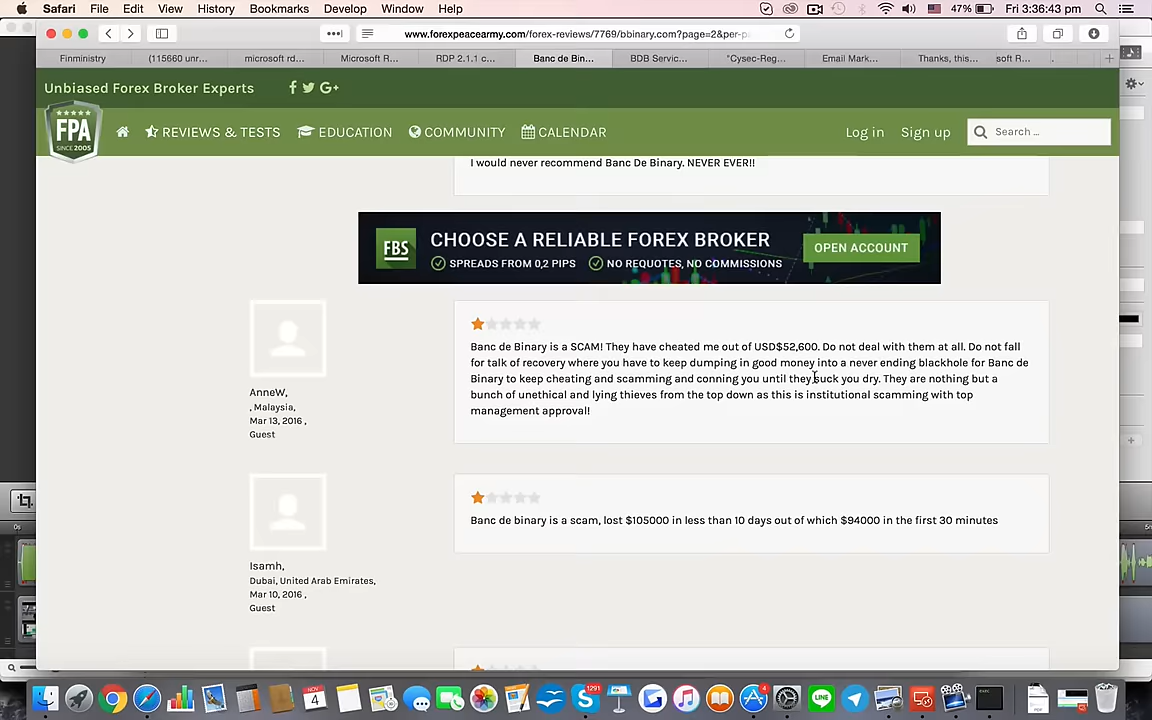 Safari File Edit View History Bookmarks Develop Window Help 47% Fri 3:36:43 pm
www.forexpeacearmy.com/forex-reviews/7769/bbinary.com?page=2&per-p
Finministry (115660 unr... microsoft rd... Microsoft R... RDP 2.1.1 c... Banc de Bin... BDB Servic... "Cysec-Reg... Email Mark... Thanks, this... soft R...
Unbiased Forex Broker Experts
FPA
SINCE 2005
REVIEWS & TESTS EDUCATION COMMUNITY CALENDAR Log in Sign up Search ...
I would never recommend Banc De Binary. NEVER EVER!!
FBS
CHOOSE A RELIABLE FOREX BROKER
SPREADS FROM 0,2 PIPS NO REQUOTES, NO COMMISSIONS
OPEN ACCOUNT
Banc de Binary is a SCAM! They have cheated me out of USD$52,600. Do not deal with them at all. Do not fall
for talk of recovery where you have to keep dumping in good money into a never ending blackhole for Banc de
Binary to keep cheating and scamming and conning you until they suck you dry. They are nothing but a
bunch of unethical and lying thieves from the top down as this is institutional scamming with top
management approval!
AnneW,
, Malaysia,
Mar 13, 2016 ,
Guest
Banc de binary is a scam, lost $105000 in less than 10 days out of which $94000 in the first 30 minutes
Isamh,
Dubai, United Arab Emirates,
Mar 10, 2016 ,
Guest
0s
NOV
4
1291
4